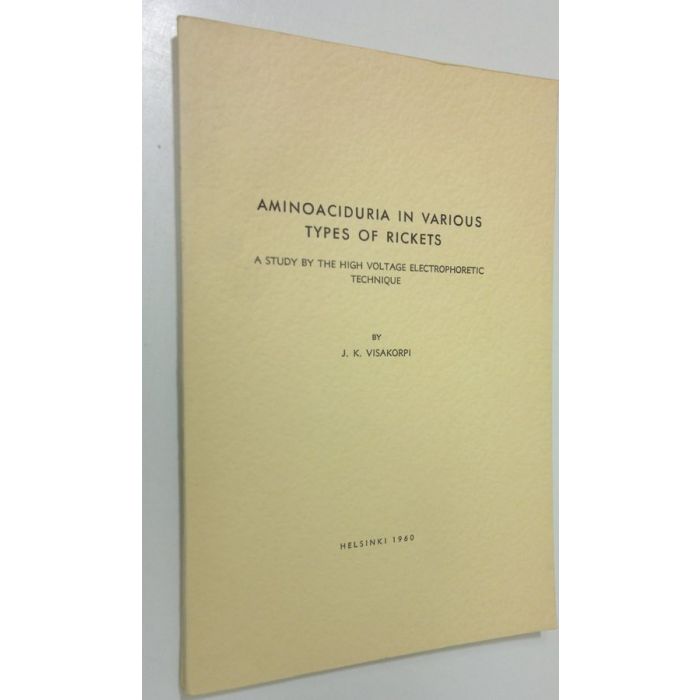 AMINOACIDURIA IN VARIOUS
TYPES OF RICKETS
A STUDY BY THE HIGH VOLTAGE ELECTROPHORETIC
TECHNIQUE
BY
J. K. VISAKORPI
HELSINKI 1960